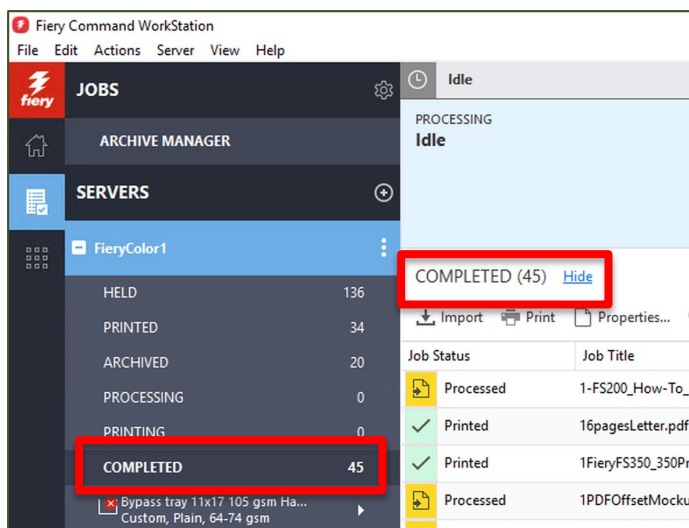 Fiery Command WorkStation
File Edit Actions Server View Help
fiery
JOBS
ARCHIVE MANAGER
SERVERS
FieryColor1
HELD 136
PRINTED 34
ARCHIVED 20
PROCESSING 0
PRINTING 0
COMPLETED 45
Bypass tray 11x17 105 gsm Ha...
Custom, Plain, 64-74 gsm
Idle
PROCESSING
Idle
COMPLETED (45) Hide
Import Print Properties...
Job Status Job Title
Processed 1-FS200_How-To_
Printed 16pagesLetter.pdf
Printed 1FieryFS350_350Pr
Processed 1PDFOffsetMocku